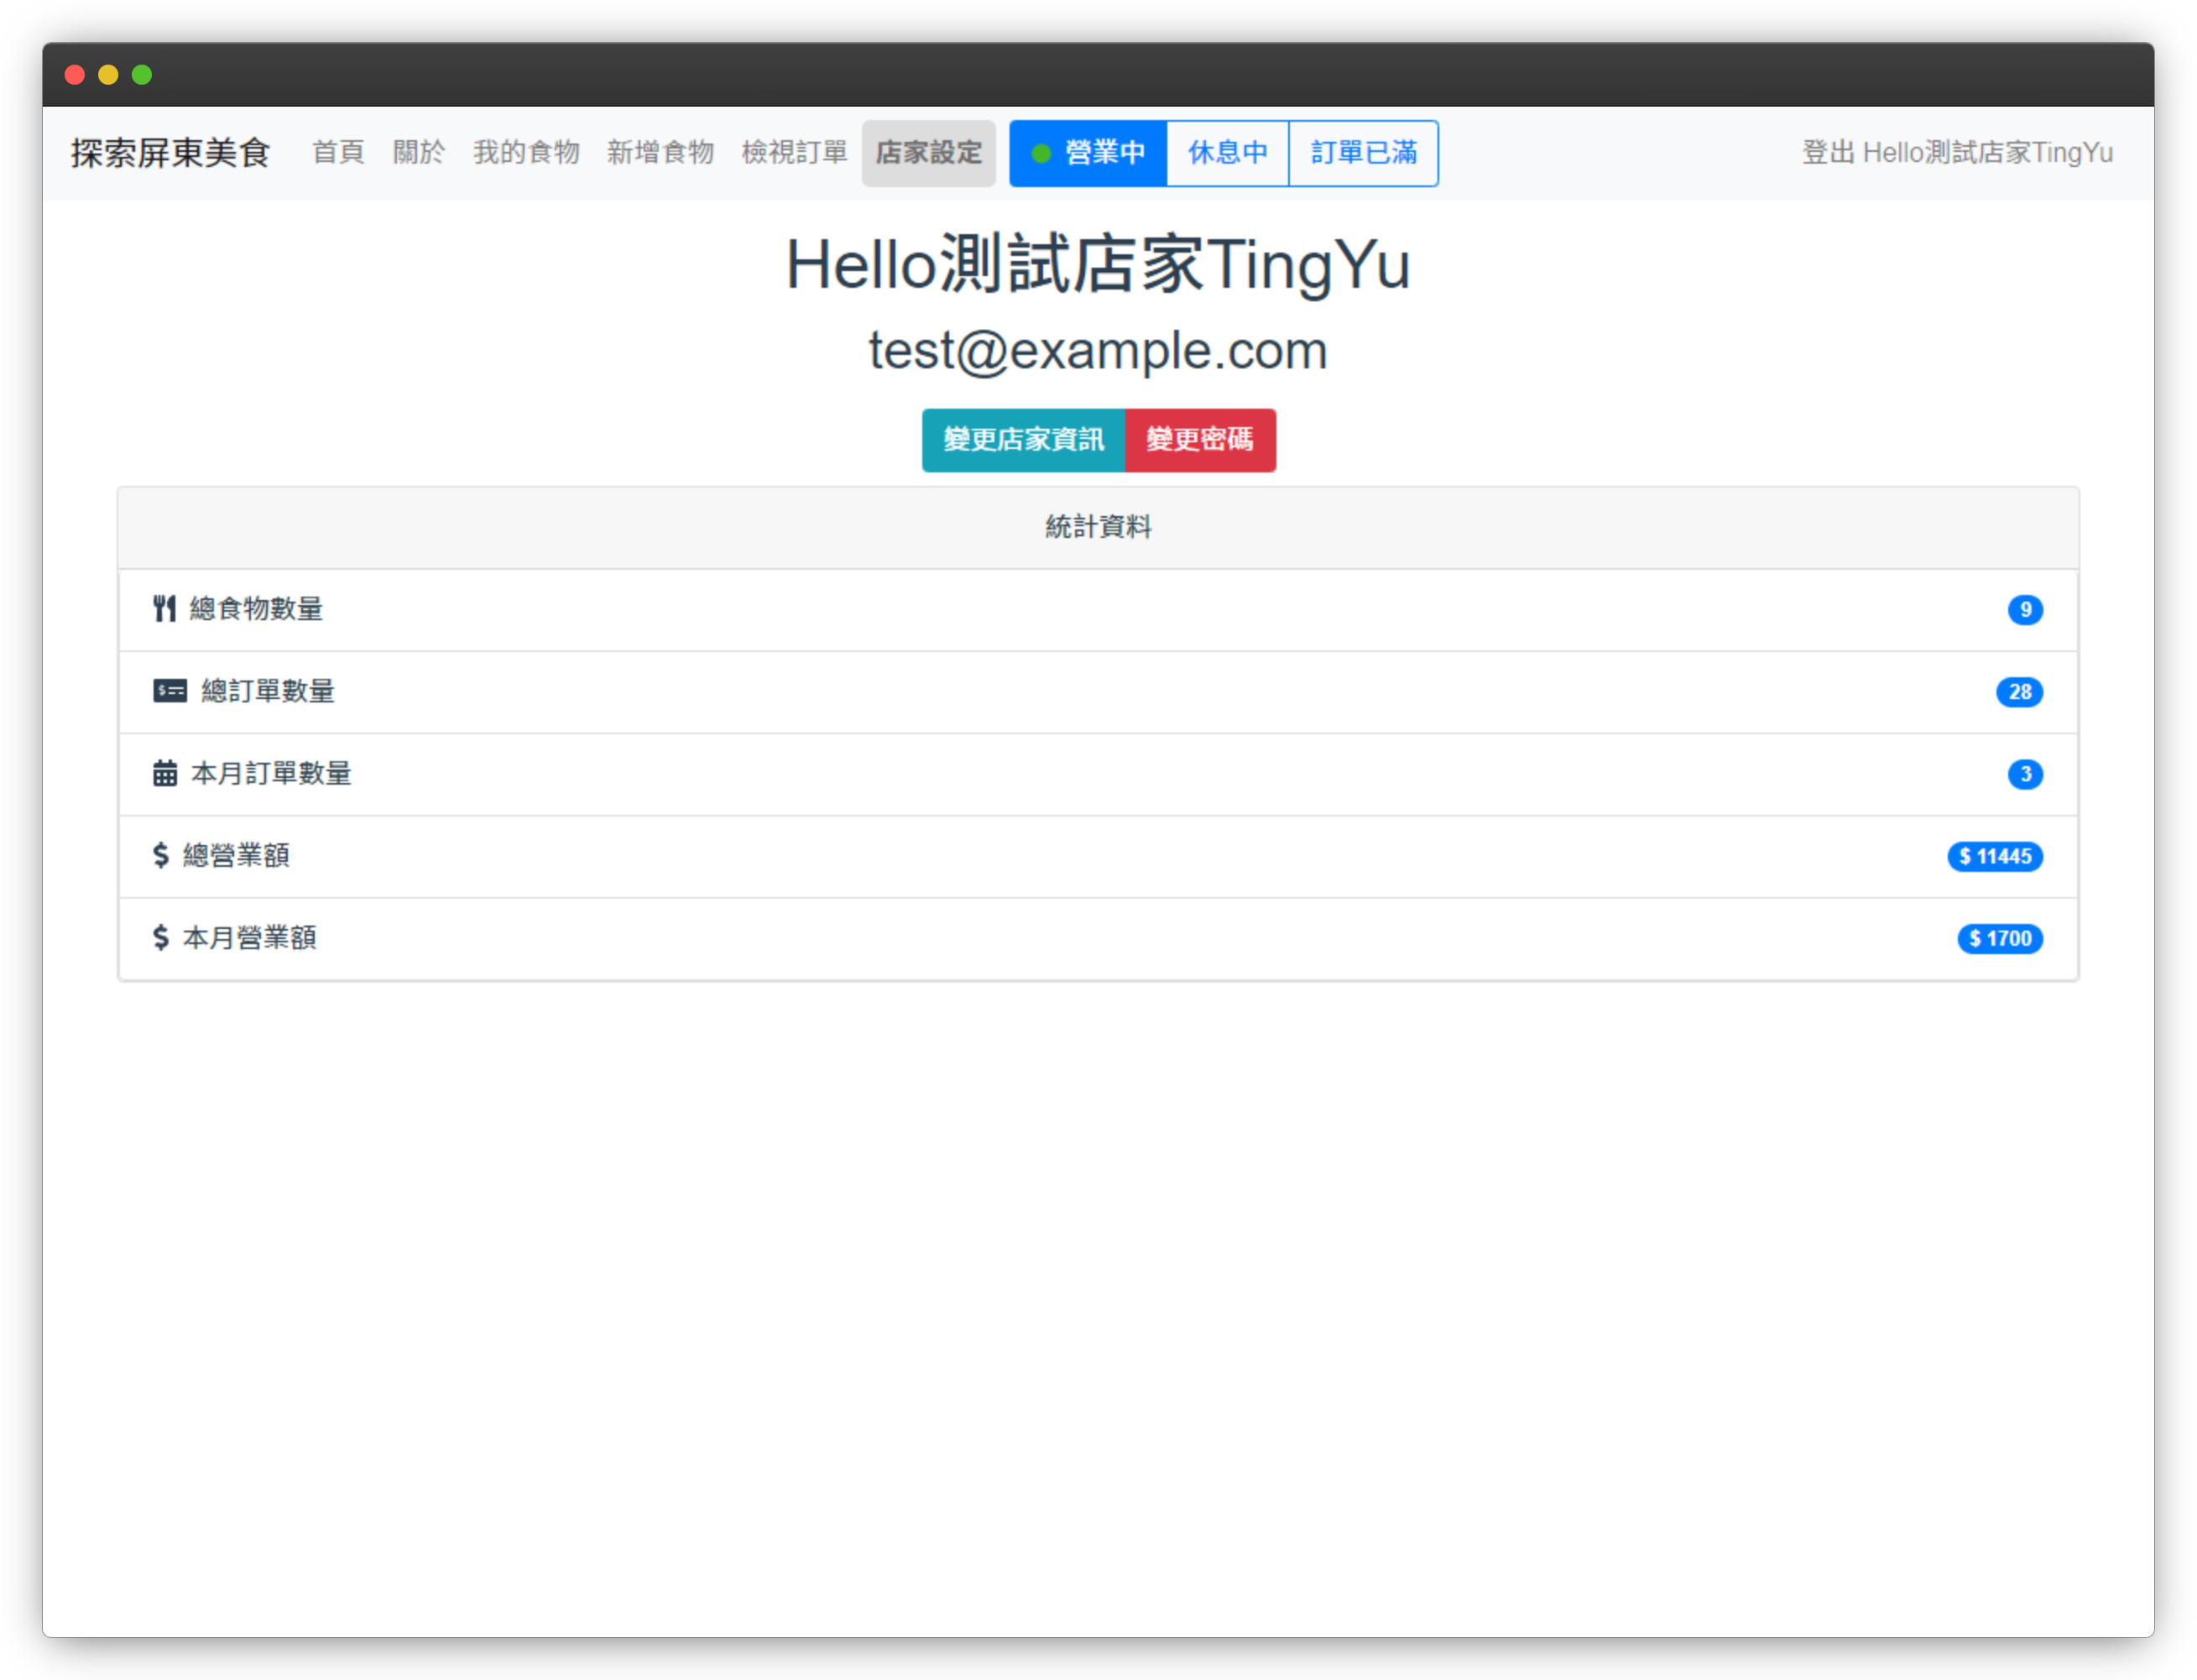 探索屏東美食 首頁 關於 我的食物 新增食物 檢視訂單 店家設定 營業中 休息中 訂單已滿 登出 Hello測試店家TingYu
Hello測試店家TingYu
test@example.com
變更店家資訊 變更密碼
統計資料
總食物數量 9
總訂單數量 28
本月訂單數量 3
$ 總營業額 $ 11445
$ 本月營業額 $ 1700